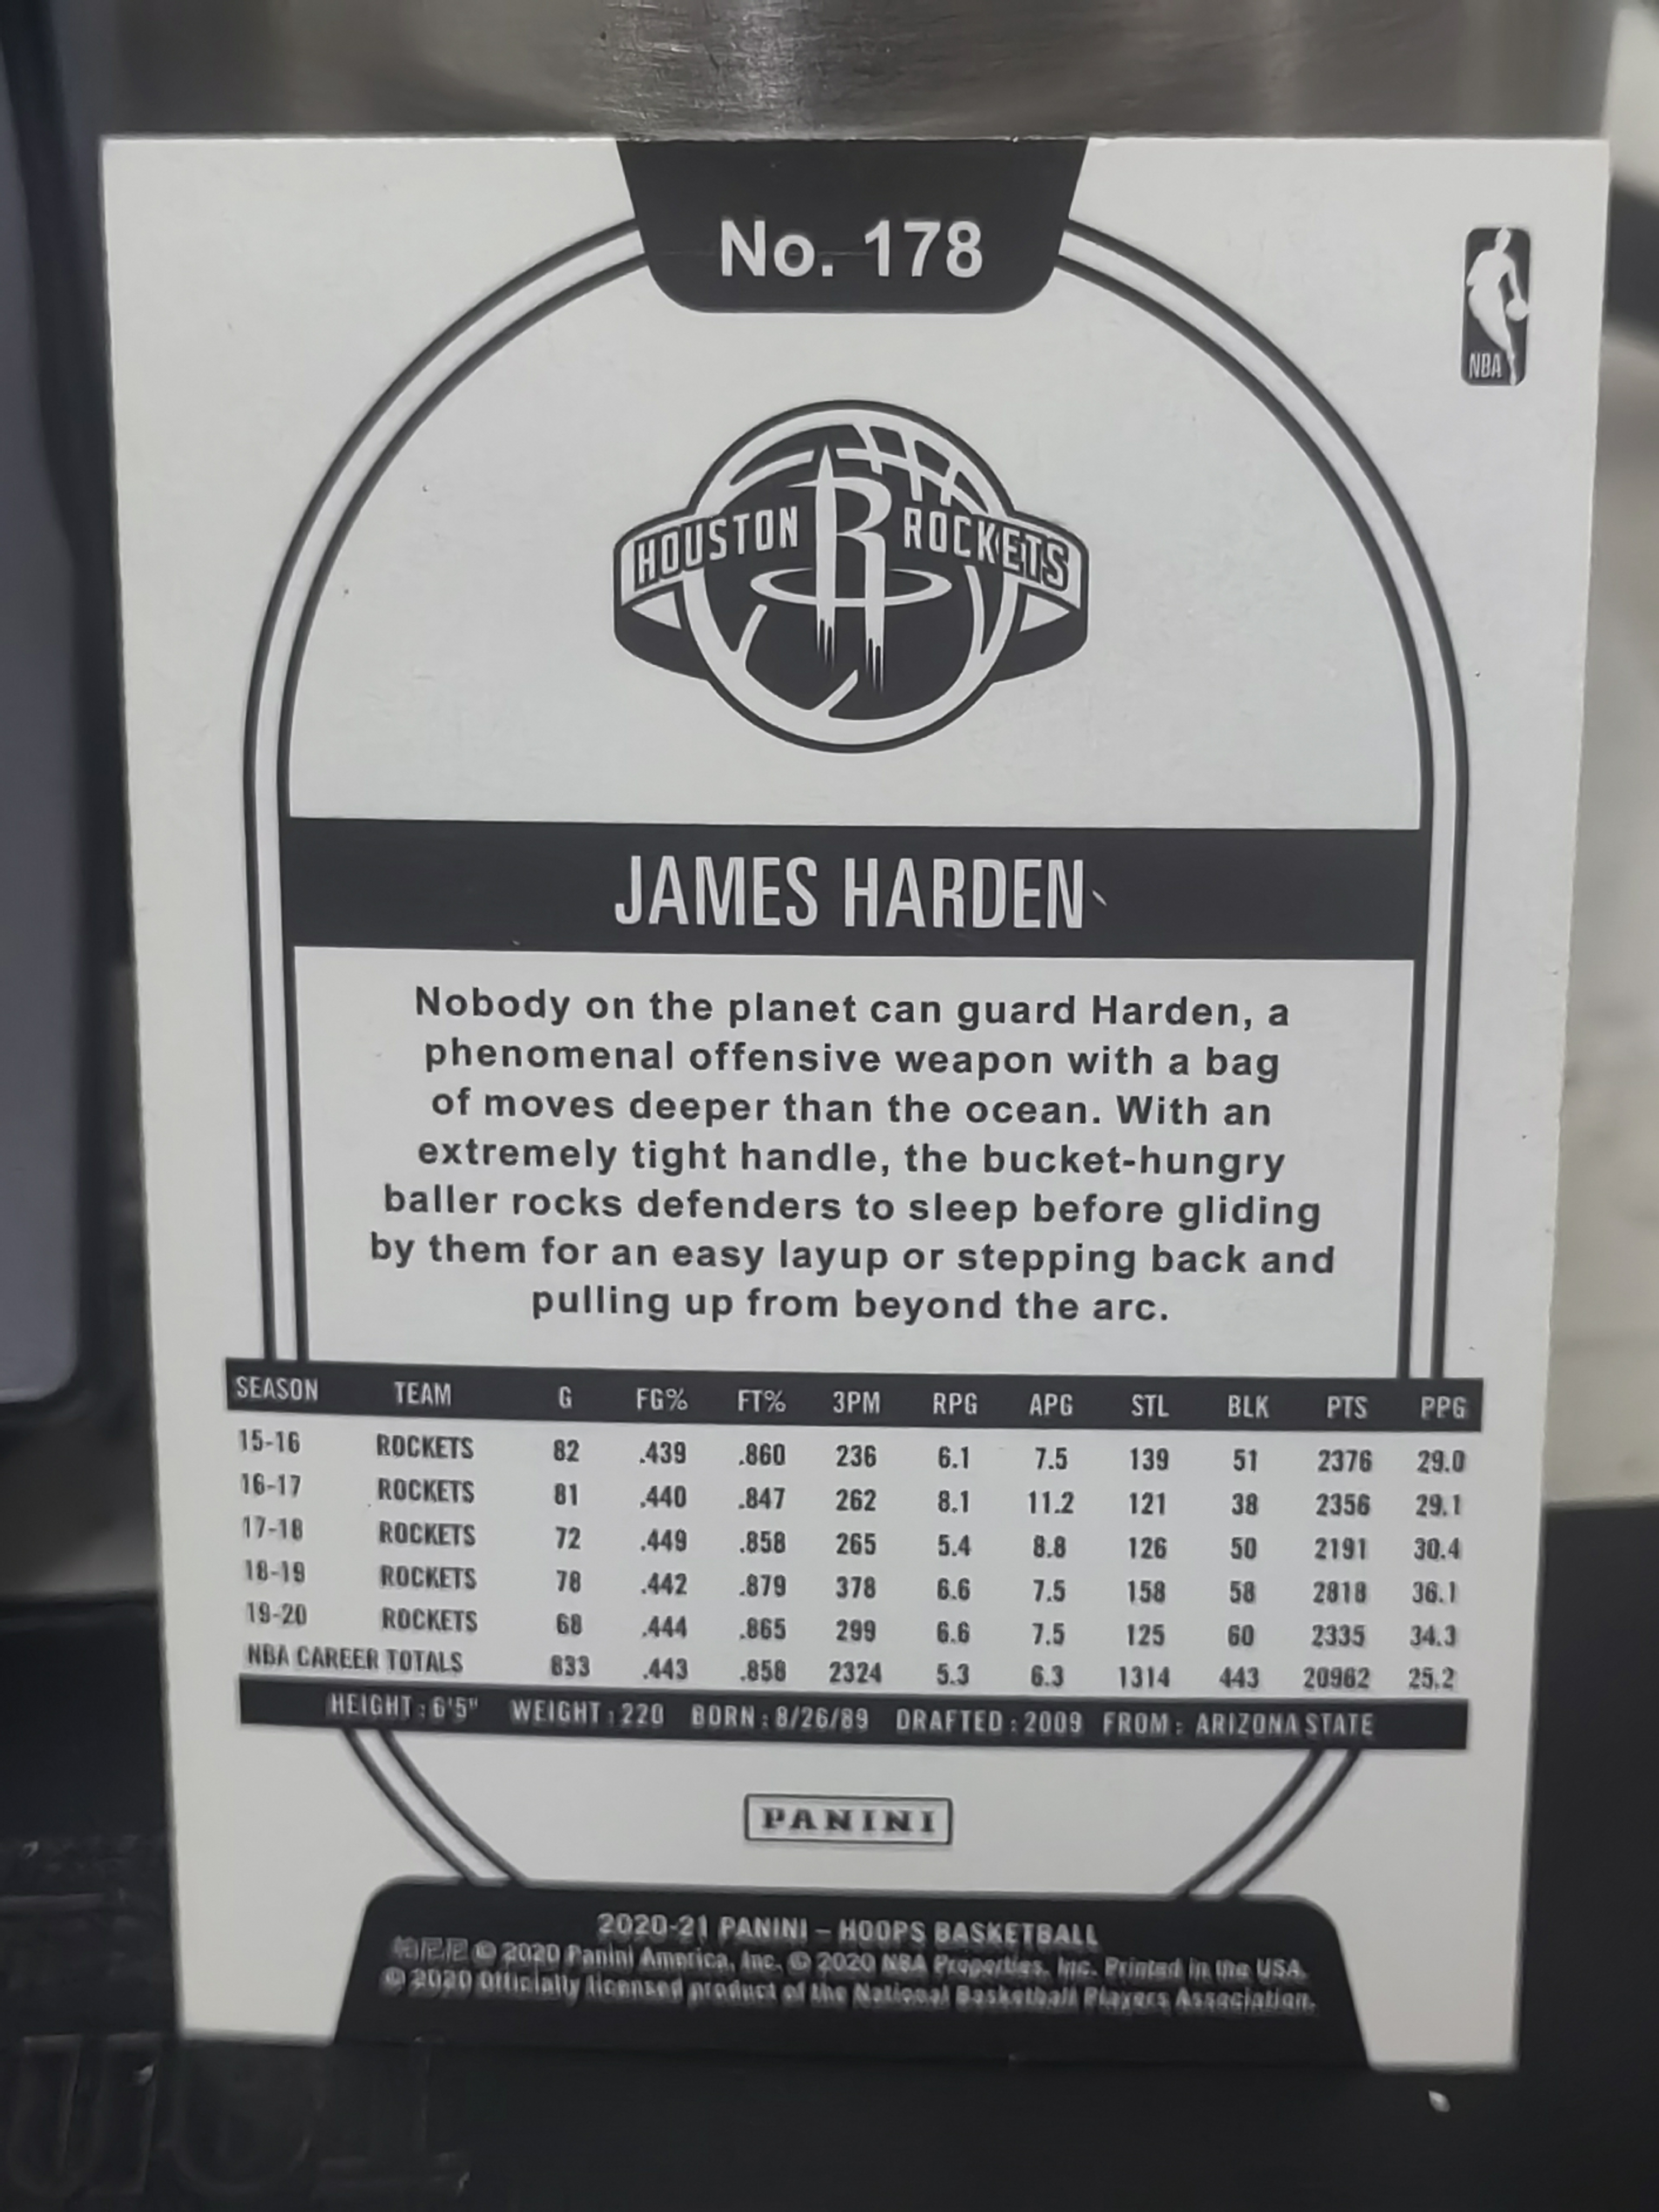 No. 178
NBA
HOUSTON ROCKETS
JAMES HARDEN
Nobody on the planet can guard Harden, a
phenomenal offensive weapon with a bag
of moves deeper than the ocean. With an
extremely tight handle, the bucket-hungry
baller rocks defenders to sleep before gliding
by them for an easy layup or stepping back and
pulling up from beyond the arc.
SEASON TEAM G FG% FT% 3PM RPG APG STL BLK PTS PPG
15-16 ROCKETS 82 .439 .860 236 6.1 7.5 139 51 2376 29.0
16-17 ROCKETS 81 .440 .847 262 8.1 11.2 121 38 2356 29.1
17-18 ROCKETS 72 .449 .858 265 5.4 8.8 126 50 2191 30.4
18-19 ROCKETS 78 .442 .879 378 6.6 7.5 158 58 2818 36.1
19-20 ROCKETS 68 .444 .865 299 6.6 7.5 125 60 2335 34.3
NBA CAREER TOTALS 833 .443 .858 2324 5.3 6.3 1314 443 20962 25.2
HEIGHT : 6'5" WEIGHT : 220 BORN : 8/26/89 DRAFTED : 2009 FROM : ARIZONA STATE
PANINI
2020-21 PANINI – HOOPS BASKETBALL
帕尼尼 © 2020 Panini America, Inc. © 2020 NBA Properties, Inc. Printed in the USA.
© 2020 Officially licensed product of the National Basketball Players Association.